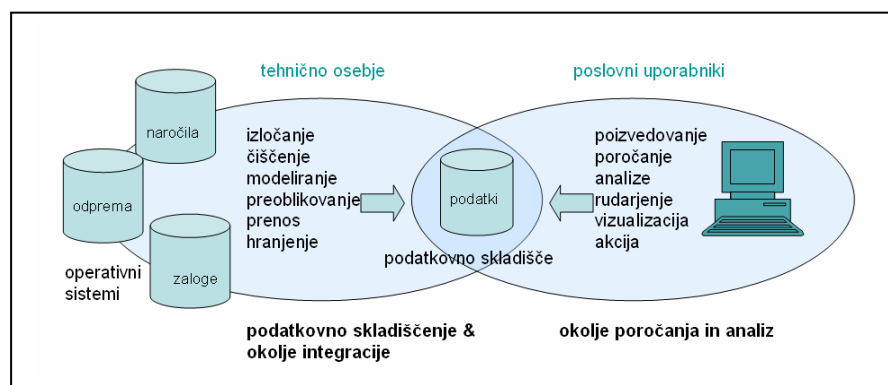 tehnično osebje
poslovni uporabniki
naročila
odprema
zaloge
operativni
sistemi
izločanje
čiščenje
modeliranje
preoblikovanje
prenos
hranjenje
podatki
podatkovno skladišče
poizvedovanje
poročanje
analize
rudarjenje
vizualizacija
akcija
podatkovno skladiščenje &
okolje integracije
okolje poročanja in analiz